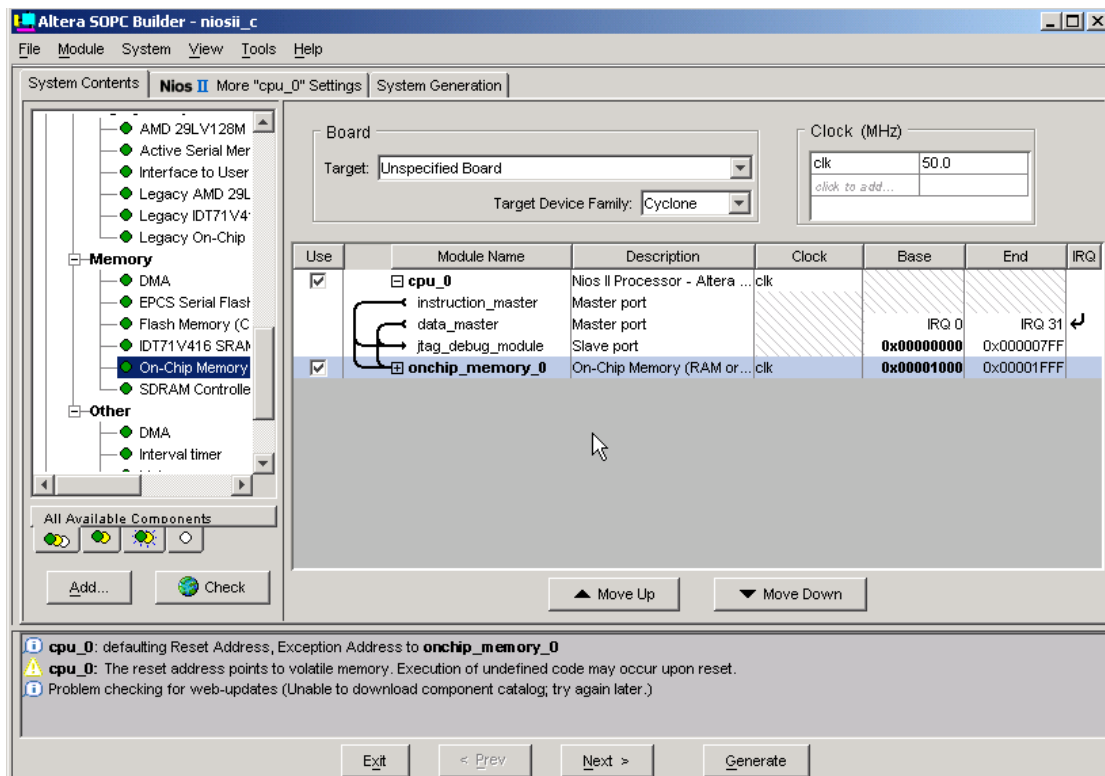 Altera SOPC Builder - niosii_c
File Module System View Tools Help
System Contents Nios II More "cpu_0" Settings System Generation
AMD 29LV128M
Active Serial Mer
Interface to User
Legacy AMD 29L
Legacy IDT71V4
Legacy On-Chip
Memory
DMA
EPCS Serial Flash
Flash Memory (C
IDT71V416 SRAM
On-Chip Memory
SDRAM Controlle
Other
DMA
Interval timer
All Available Components
Add... Check
Board
Target: Unspecified Board
Target Device Family: Cyclone
Clock (MHz)
clk 50.0
click to add...
Use Module Name Description Clock Base End IRQ
cpu_0 Nios II Processor - Altera ... clk
instruction_master Master port
data_master Master port IRQ 0 IRQ 31
jtag_debug_module Slave port 0x00000000 0x000007FF
onchip_memory_0 On-Chip Memory (RAM or... clk 0x00001000 0x00001FFF
Move Up Move Down
cpu_0: defaulting Reset Address, Exception Address to onchip_memory_0
cpu_0: The reset address points to volatile memory. Execution of undefined code may occur upon reset.
Problem checking for web-updates (Unable to download component catalog; try again later.)
Exit < Prev Next > Generate